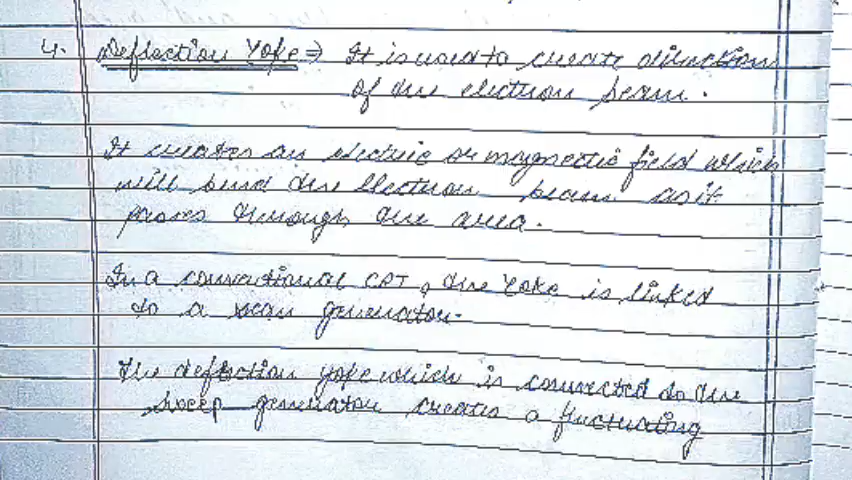 4. Deflection Yoke ⇒ It is used to create direction
of the electron beam.
It creates an electric or magnetic field which
will bend the electron beam as it
passes through the area.
In a conventional CRT, the Yoke is linked
to a scan generator.
The deflection yoke which is connected to the
sweep generator creates a fluctuating